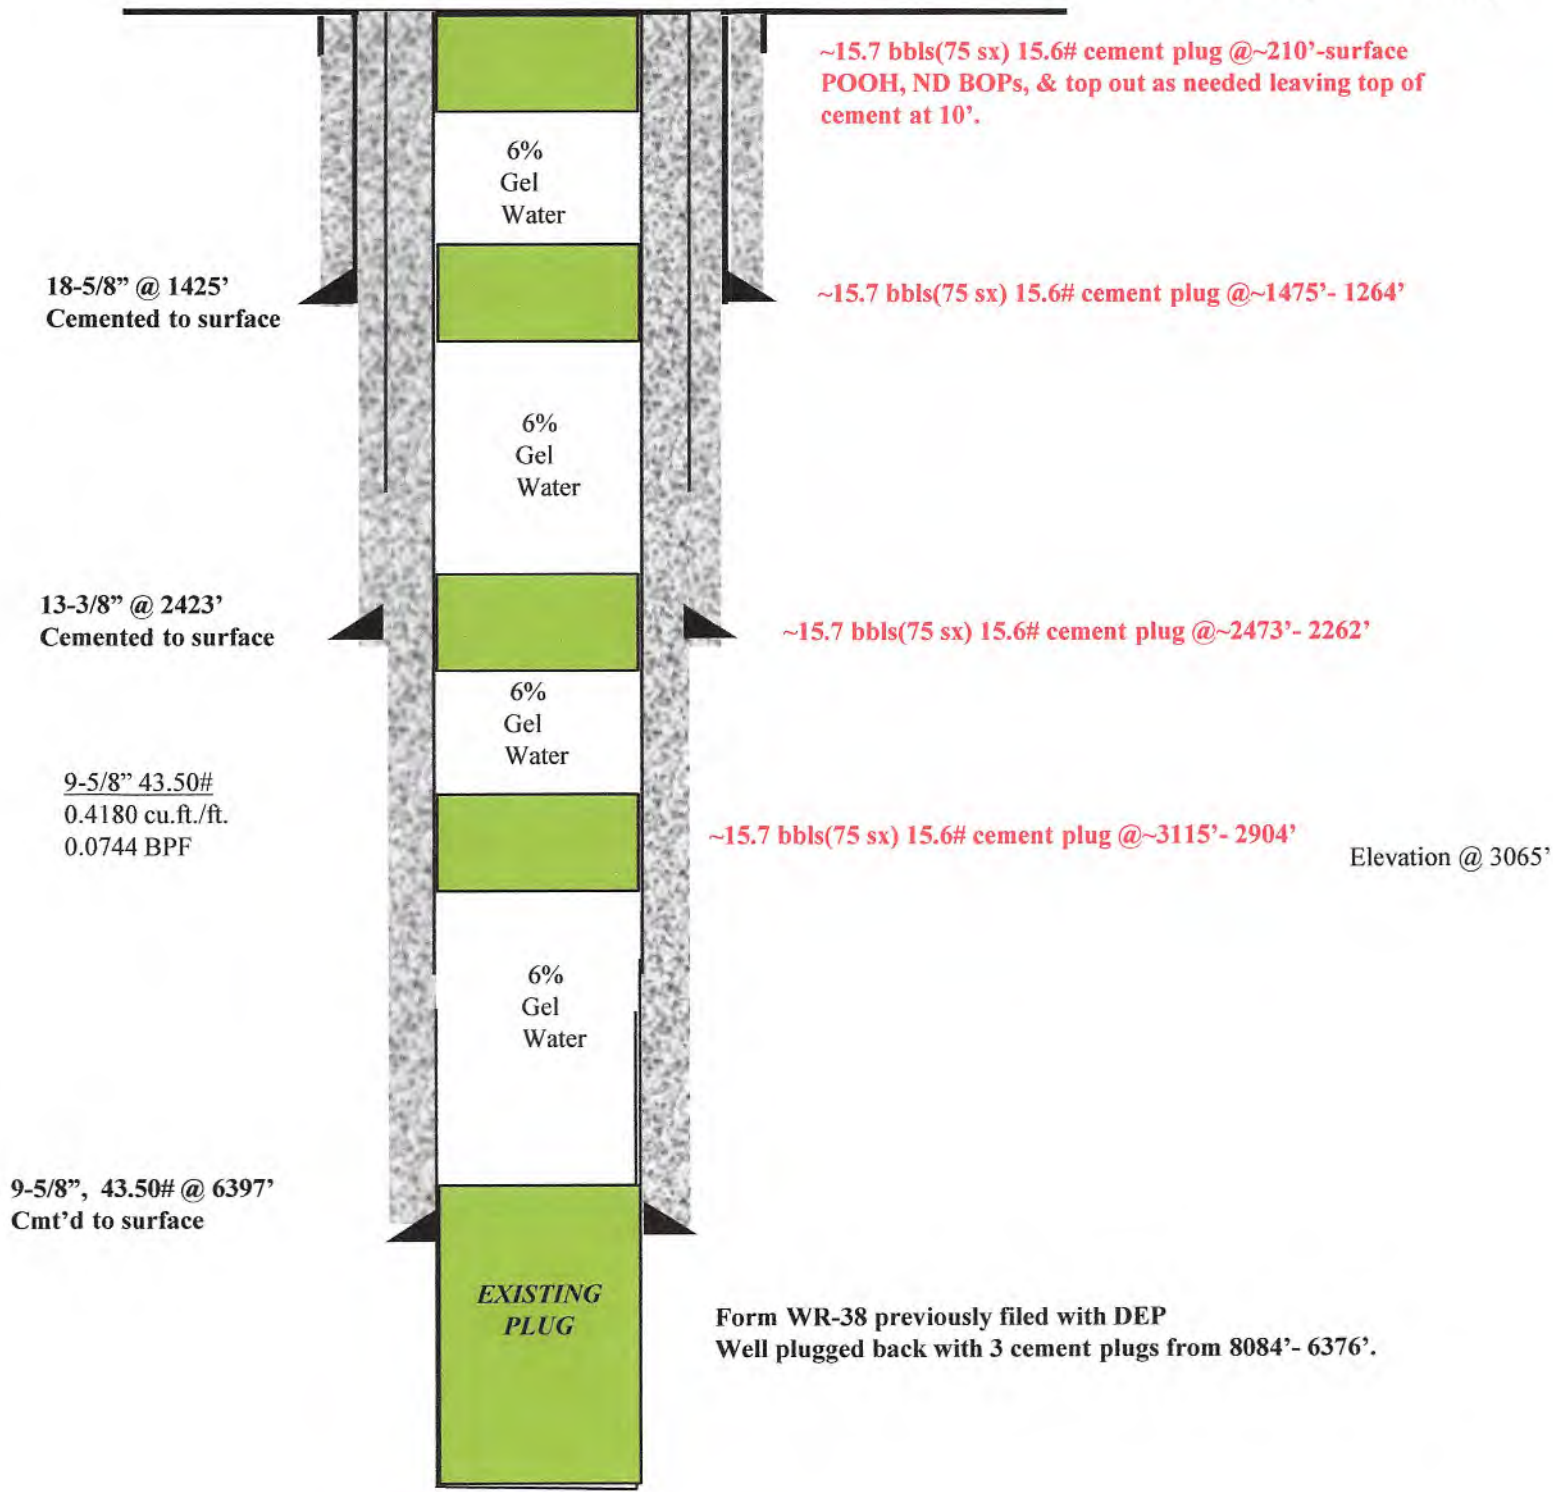 ~15.7 bbls(75 sx) 15.6# cement plug @~210’-surface
POOH, ND BOPs, & top out as needed leaving top of
cement at 10’.
6%
Gel
Water
18-5/8” @ 1425’
Cemented to surface
~15.7 bbls(75 sx) 15.6# cement plug @~1475’- 1264’
6%
Gel
Water
13-3/8” @ 2423’
Cemented to surface
~15.7 bbls(75 sx) 15.6# cement plug @~2473’- 2262’
6%
Gel
Water
9-5/8” 43.50#
0.4180 cu.ft./ft.
0.0744 BPF
~15.7 bbls(75 sx) 15.6# cement plug @~3115’- 2904’
Elevation @ 3065’
6%
Gel
Water
9-5/8”, 43.50# @ 6397’
Cmt’d to surface
EXISTING
PLUG
Form WR-38 previously filed with DEP
Well plugged back with 3 cement plugs from 8084’- 6376’.